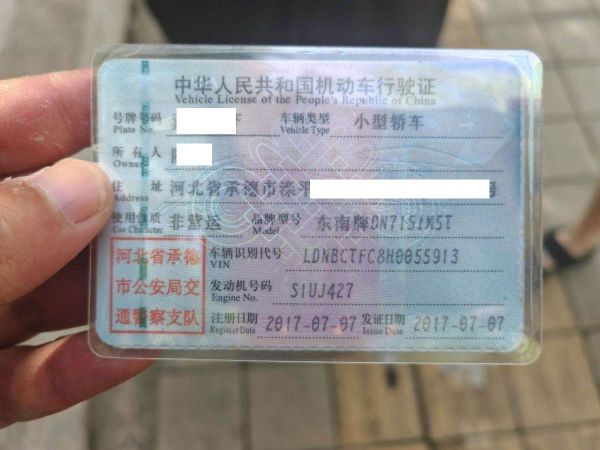 中华人民共和国机动车行驶证
Vehicle License of the People's Republic of China
号牌号码 车辆类型 小型轿车
Plate No. Vehicle Type
所有人
Owner
住址 河北省承德市滦平 号
使用性质 非营运 品牌型号 东南牌DN7151M5T
Use Character Model
河北省承德
市公安局交
通警察支队
车辆识别代号 LDNBCTFC8H0055913
VIN
发动机号码 SIUJ427
Engine No.
注册日期 2017-07-07 发证日期 2017-07-07
Register Date Issue Date